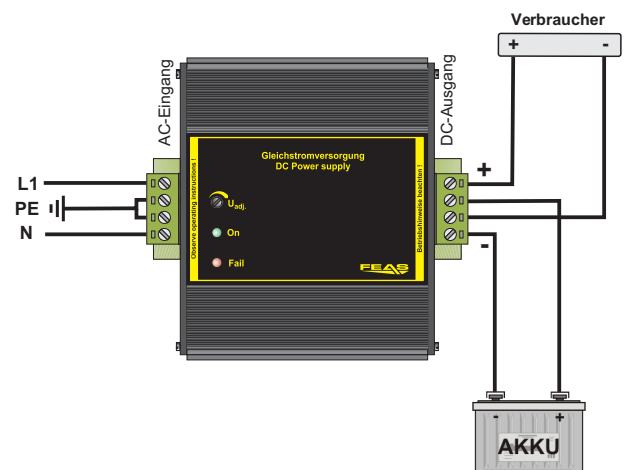 Verbraucher
+ -
AC-Eingang
DC-Ausgang
Observe operating instructions !
Gleichstromversorgung
DC Power supply
Betriebshinweise beachten !
+
L1
PE
N
Uadj.
On
Fail
FEAS
-
- +
AKKU